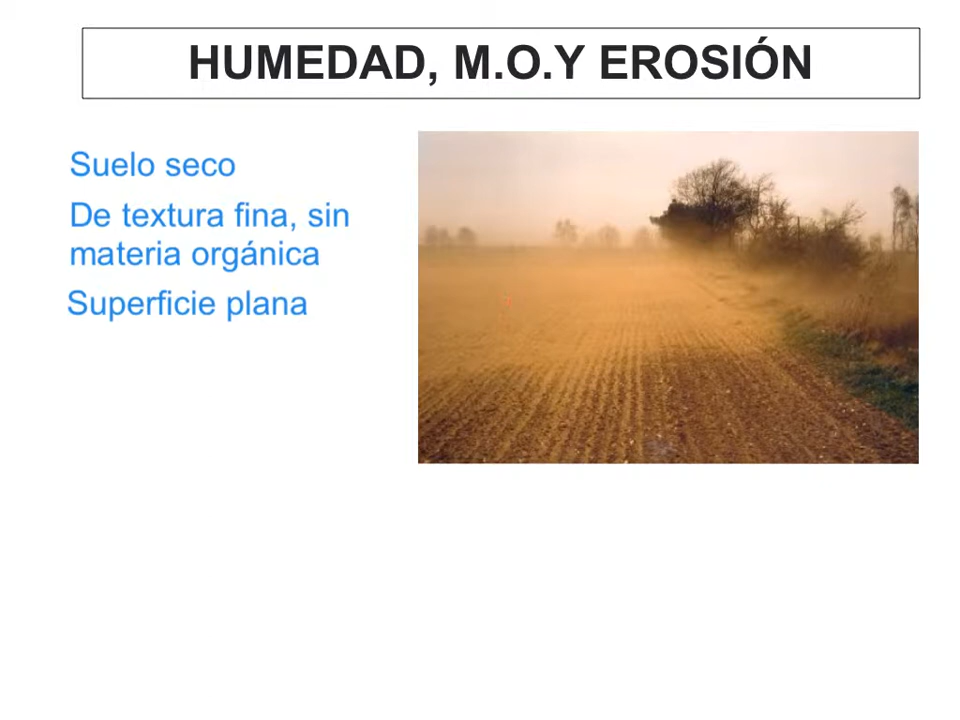 HUMEDAD, M.O.Y EROSIÓN
Suelo seco
De textura fina, sin
materia orgánica
Superficie plana